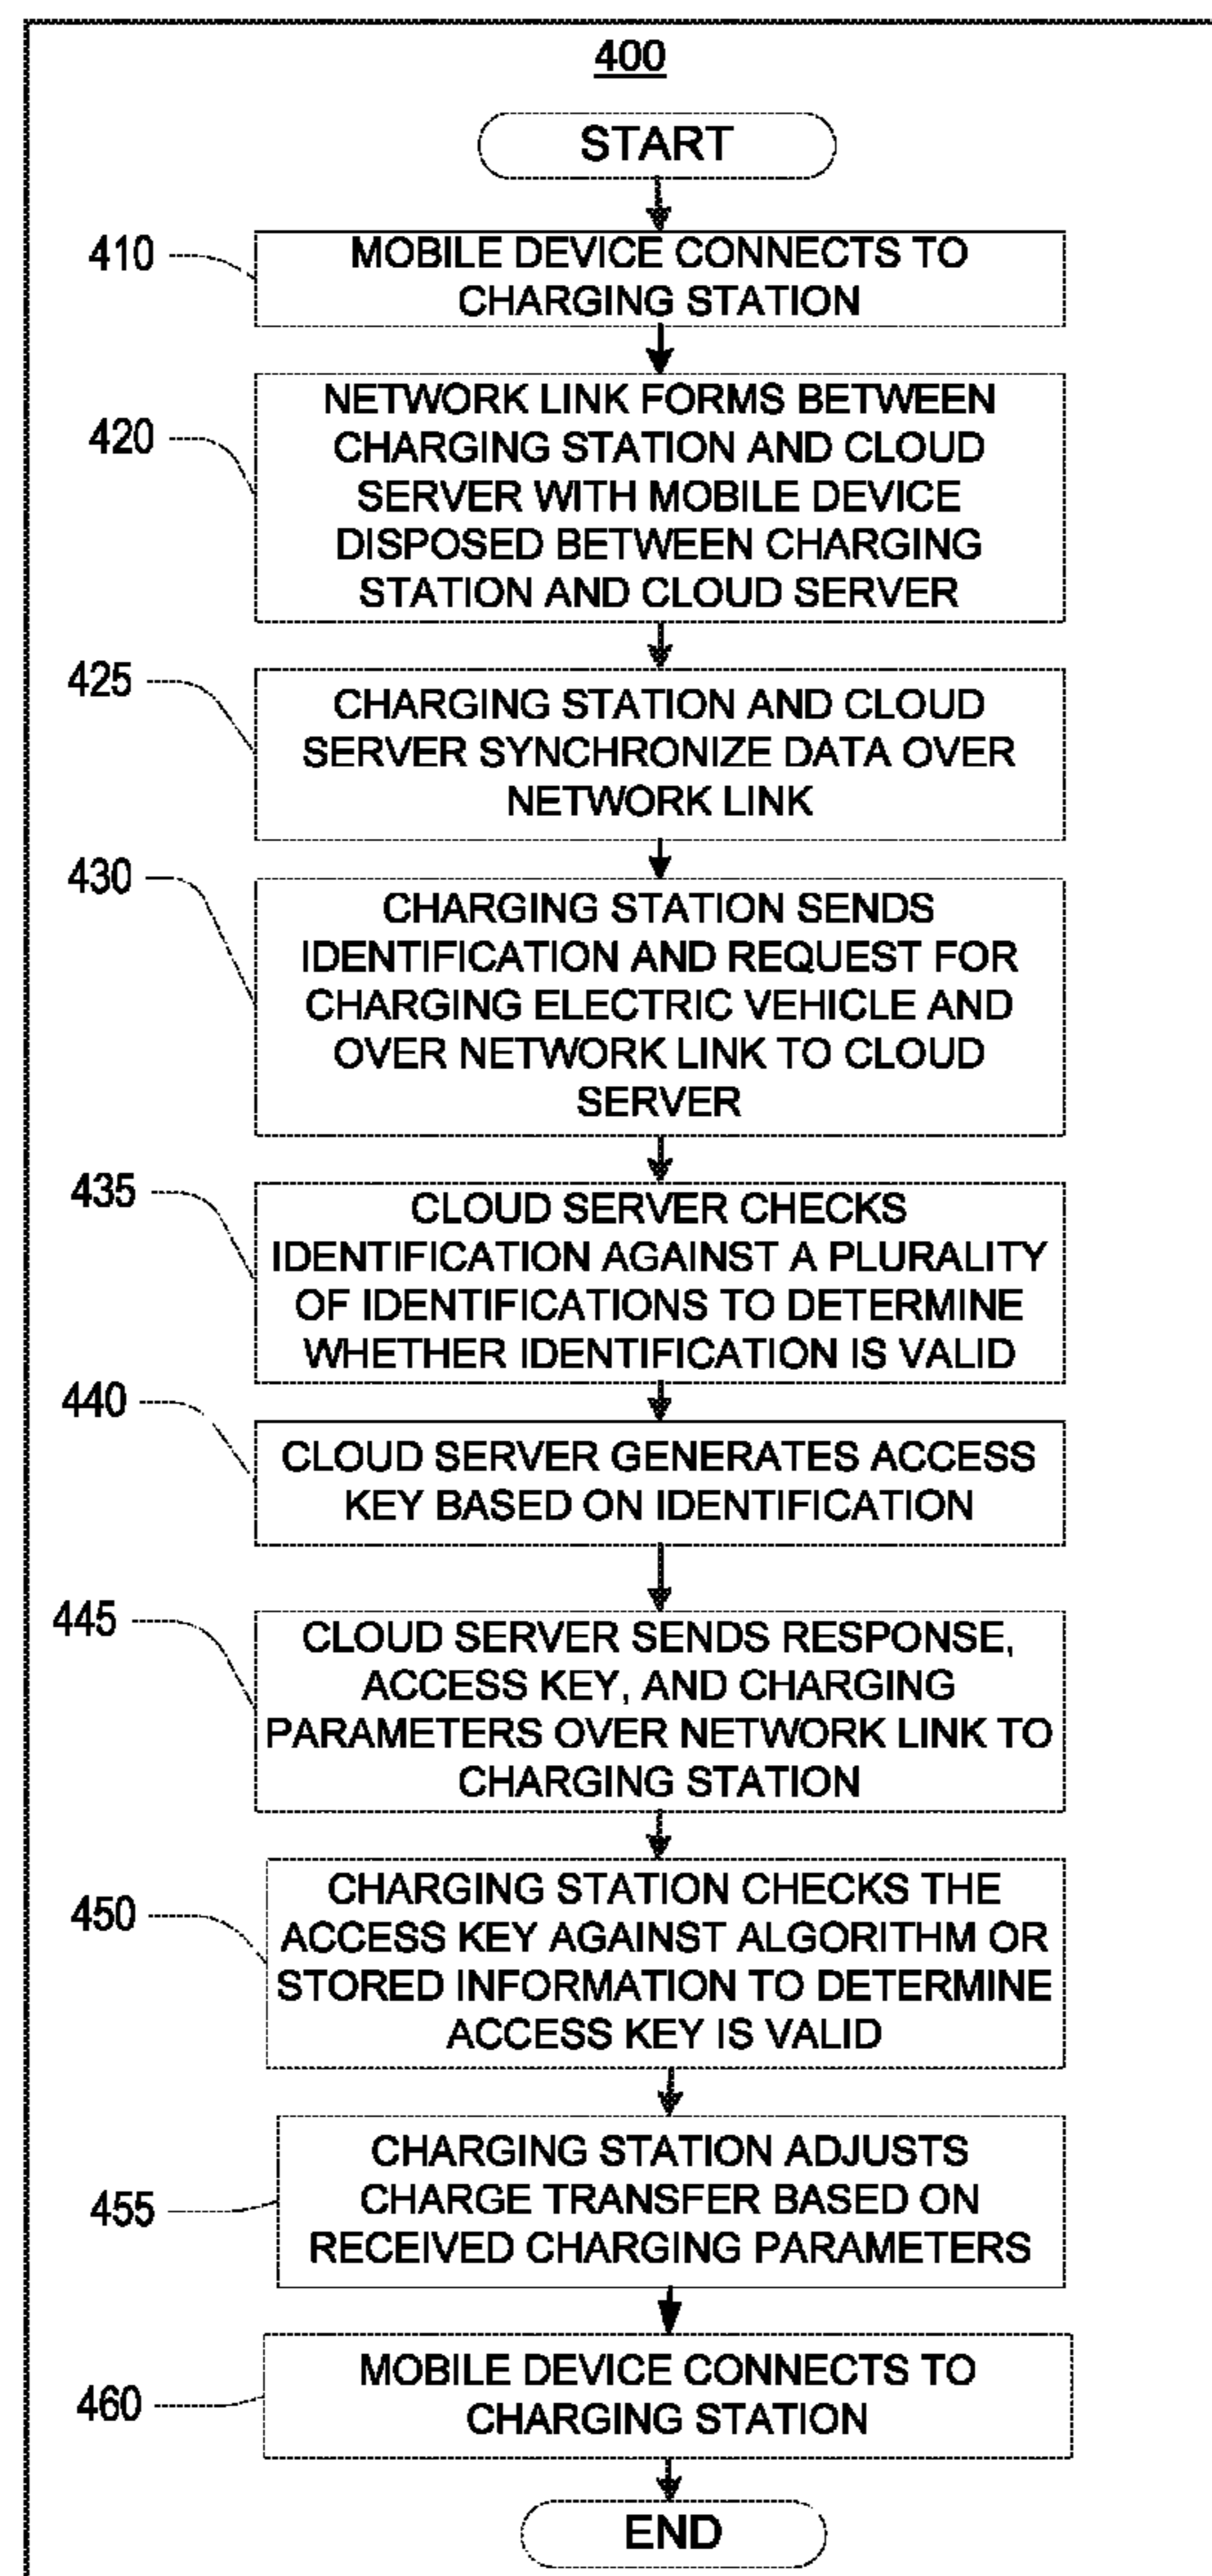 400
START
410
MOBILE DEVICE CONNECTS TO
CHARGING STATION
420
NETWORK LINK FORMS BETWEEN
CHARGING STATION AND CLOUD
SERVER WITH MOBILE DEVICE
DISPOSED BETWEEN CHARGING
STATION AND CLOUD SERVER
425
CHARGING STATION AND CLOUD
SERVER SYNCHRONIZE DATA OVER
NETWORK LINK
430
CHARGING STATION SENDS
IDENTIFICATION AND REQUEST FOR
CHARGING ELECTRIC VEHICLE AND
OVER NETWORK LINK TO CLOUD
SERVER
435
CLOUD SERVER CHECKS
IDENTIFICATION AGAINST A PLURALITY
OF IDENTIFICATIONS TO DETERMINE
WHETHER IDENTIFICATION IS VALID
440
CLOUD SERVER GENERATES ACCESS
KEY BASED ON IDENTIFICATION
445
CLOUD SERVER SENDS RESPONSE,
ACCESS KEY, AND CHARGING
PARAMETERS OVER NETWORK LINK TO
CHARGING STATION
450
CHARGING STATION CHECKS THE
ACCESS KEY AGAINST ALGORITHM OR
STORED INFORMATION TO DETERMINE
ACCESS KEY IS VALID
455
CHARGING STATION ADJUSTS
CHARGE TRANSFER BASED ON
RECEIVED CHARGING PARAMETERS
460
MOBILE DEVICE CONNECTS TO
CHARGING STATION
END